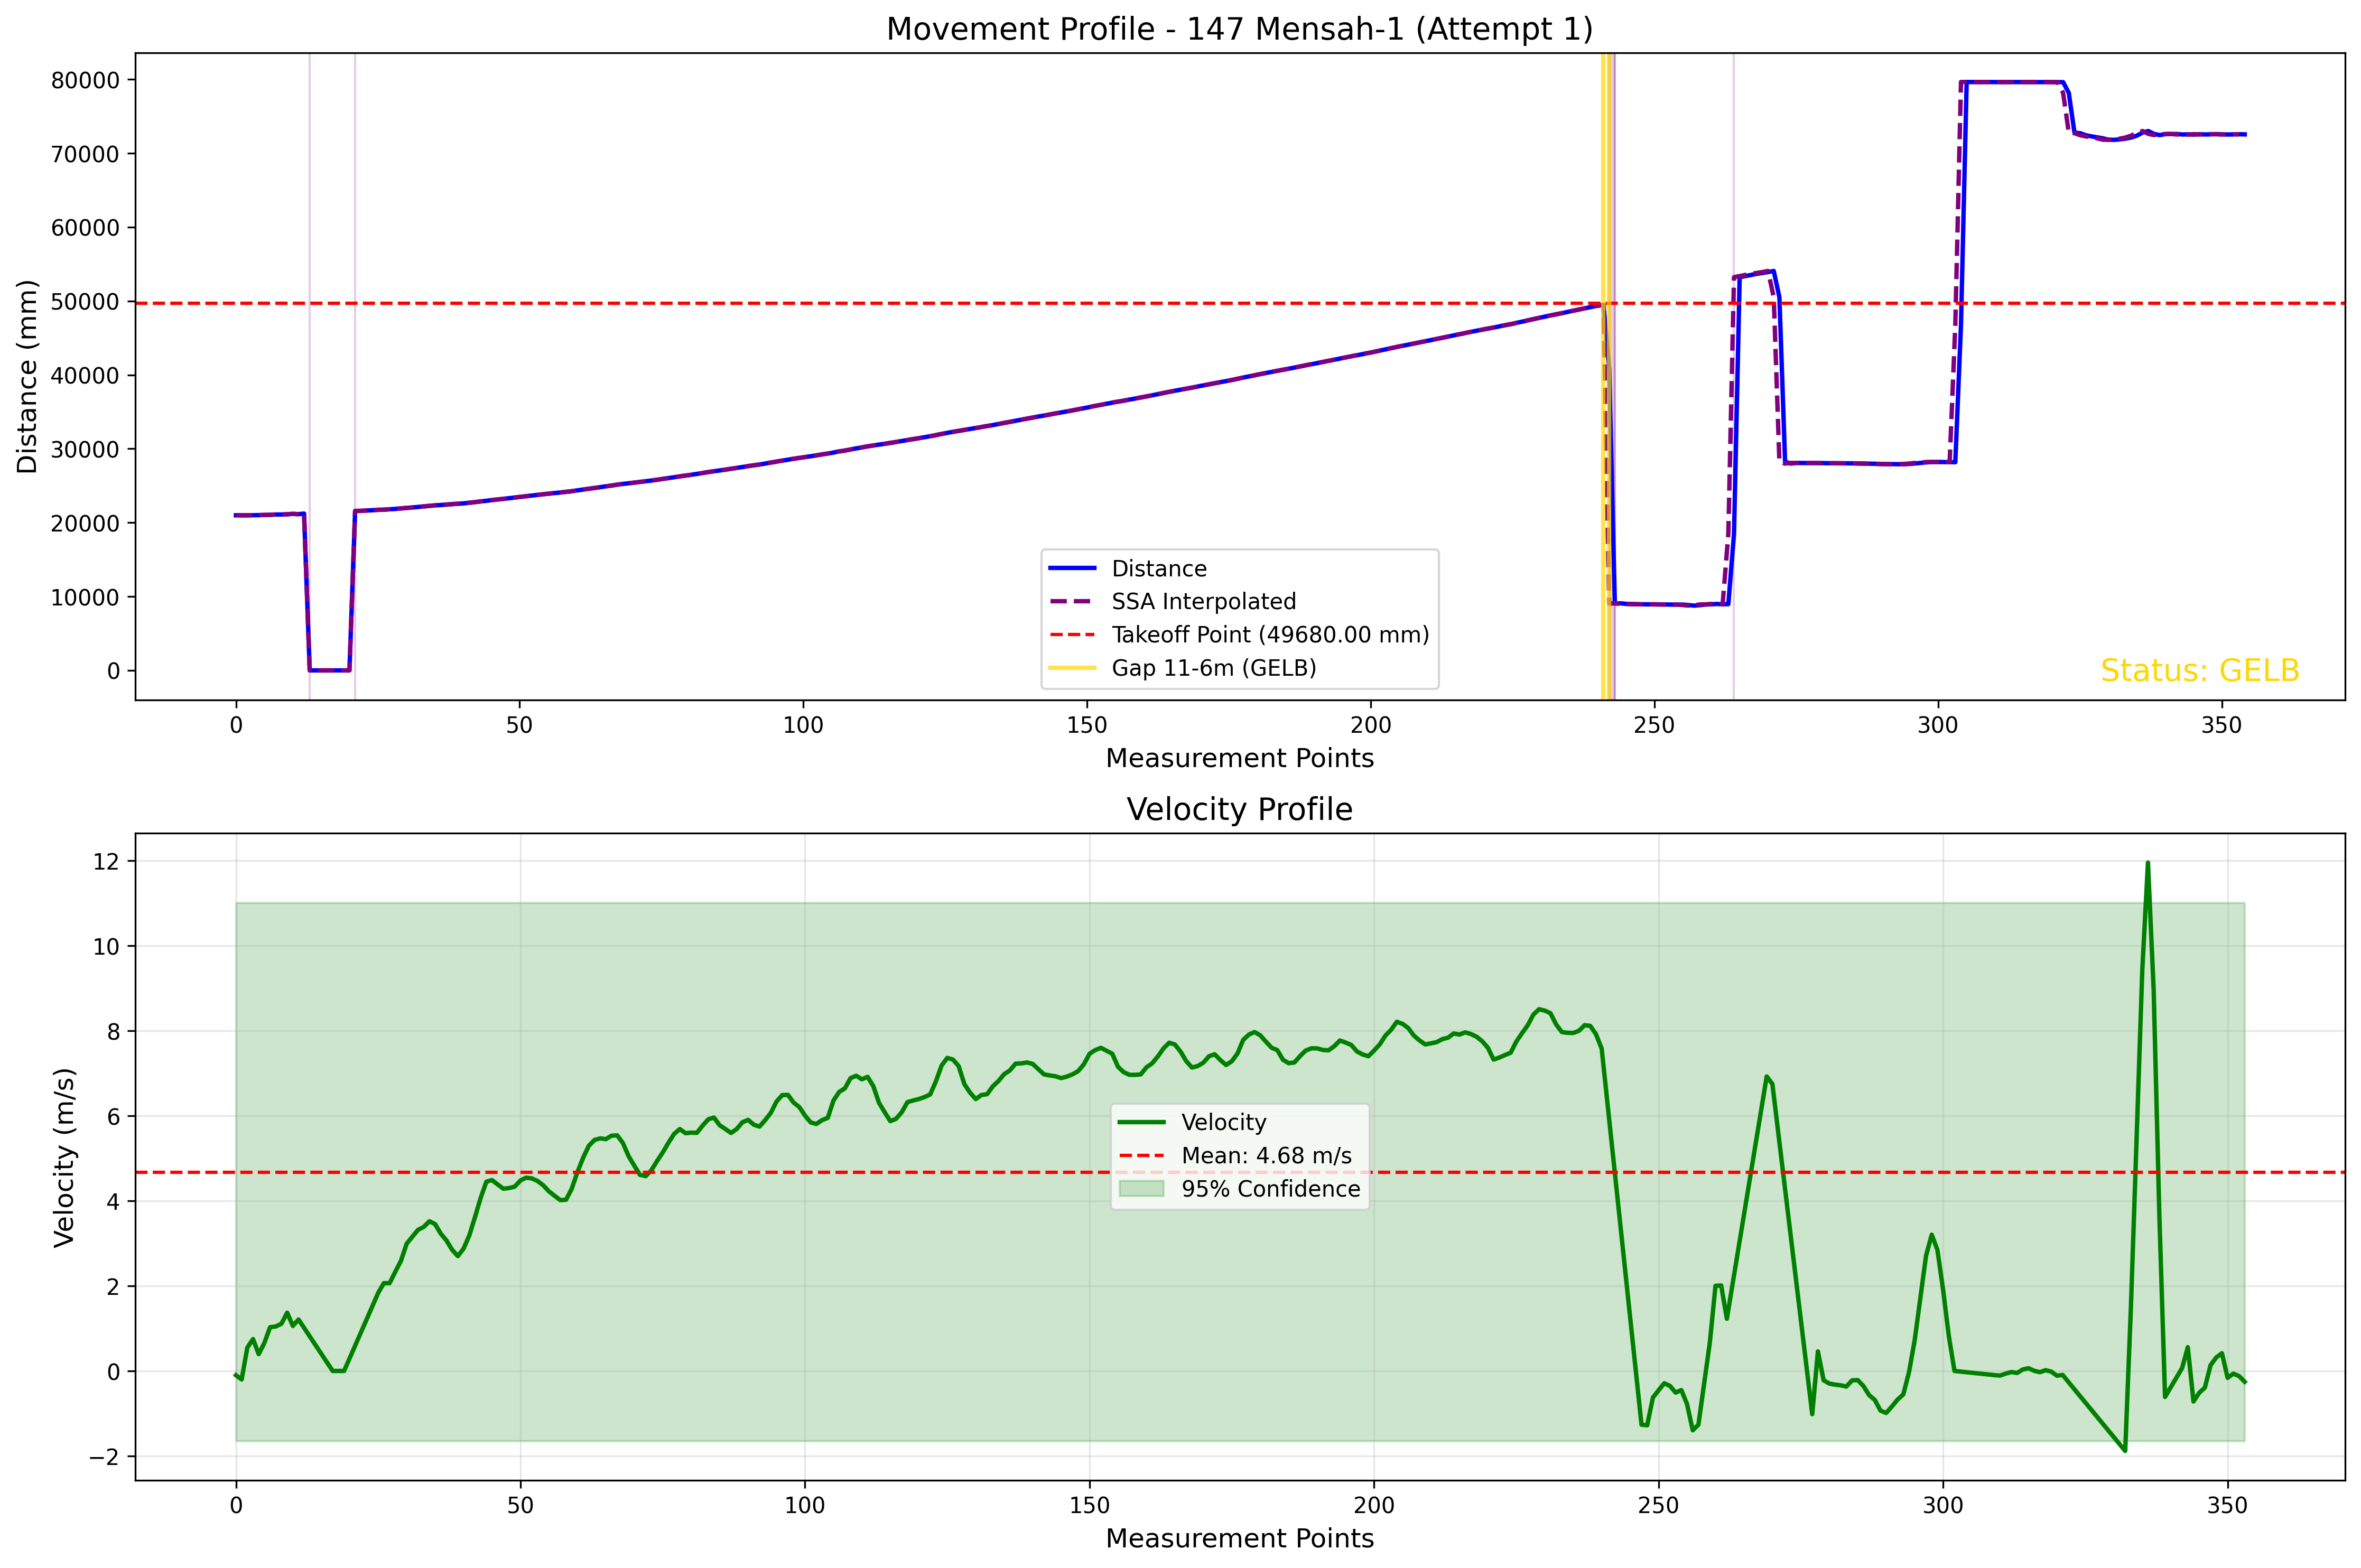 Movement Profile - 147 Mensah-1 (Attempt 1)
80000
70000
60000
50000
40000
30000
20000
10000
0
Distance (mm)
Distance
SSA Interpolated
Takeoff Point (49680.00 mm)
Gap 11-6m (GELB)
Status: GELB
0 50 100 150 200 250 300 350
Measurement Points
Velocity Profile
12
10
8
6
4
2
0
−2
Velocity (m/s)
Velocity
Mean: 4.68 m/s
95% Confidence
0 50 100 150 200 250 300 350
Measurement Points